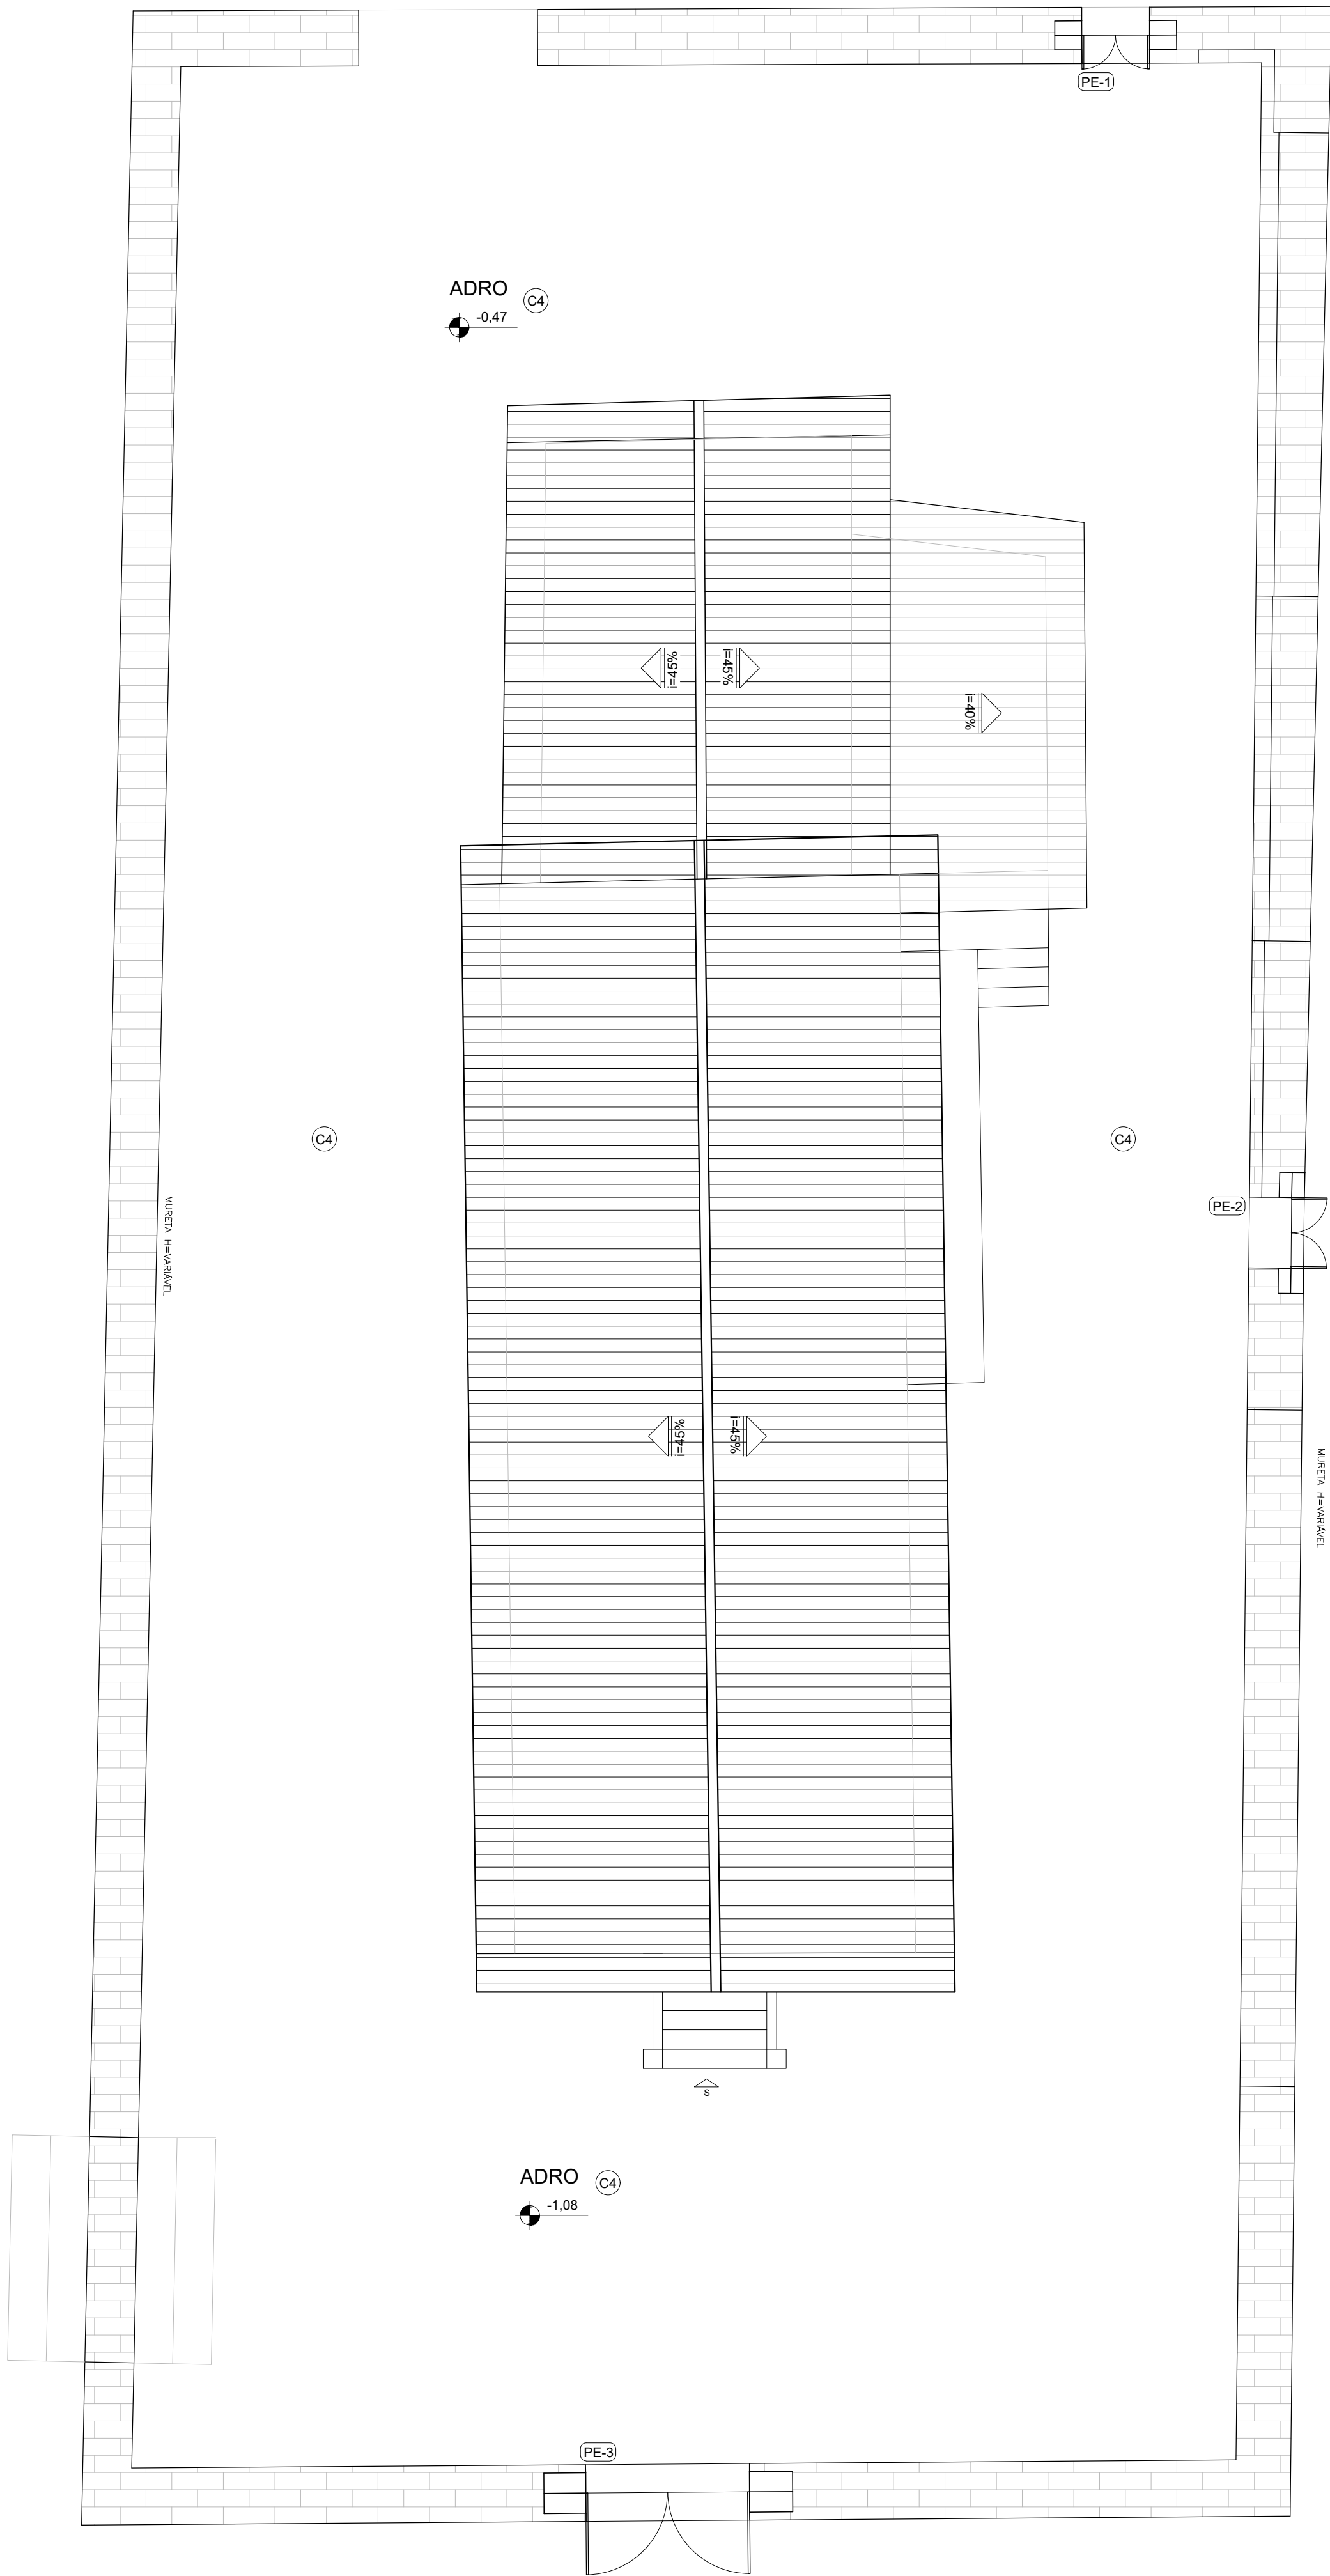 PE-1
ADRO
C4
-0,47
i=45%
i=45%
i=40%
C4
C4
MURETA H=VARIÁVEL
PE-2
i=45%
i=45%
MURETA H=VARIÁVEL
S
ADRO
C4
-1,08
PE-3